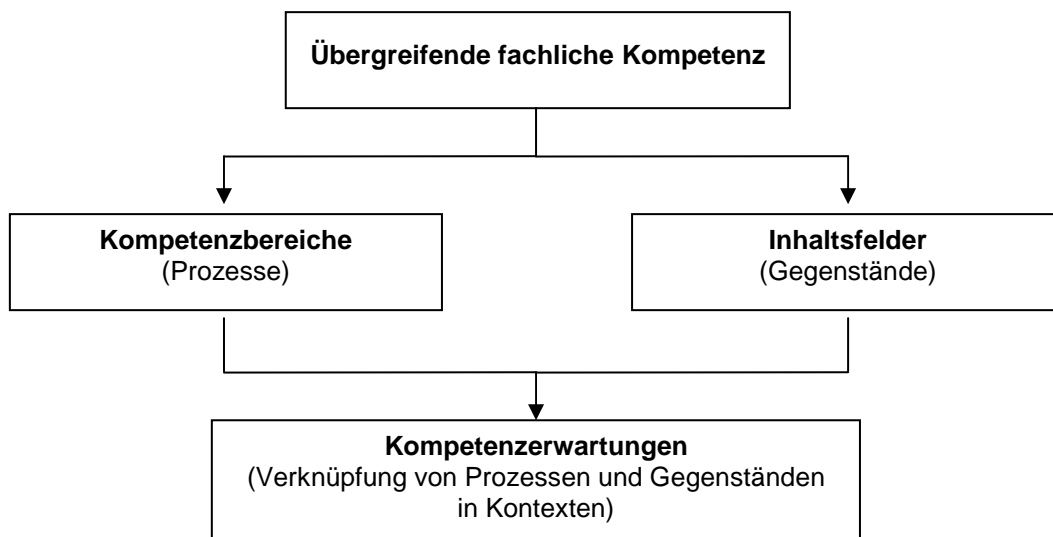 Übergreifende fachliche Kompetenz
Kompetenzbereiche
(Prozesse)
Inhaltsfelder
(Gegenstände)
Kompetenzerwartungen
(Verknüpfung von Prozessen und Gegenständen
in Kontexten)